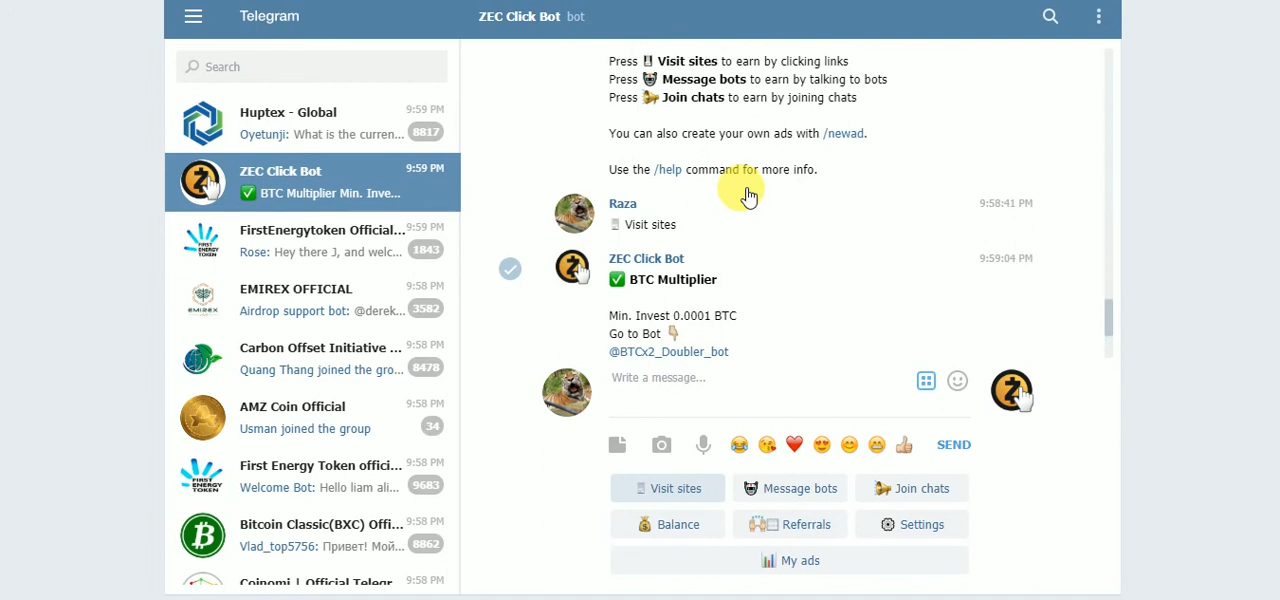 Telegram
ZEC Click Bot bot
Search
Huptex - Global
9:59 PM
Oyetunji: What is the curren...
8817
ZEC Click Bot
9:59 PM
✅ BTC Multiplier Min. Inve...
FirstEnergytoken Official...
9:59 PM
Rose: Hey there J, and welc...
1843
EMIREX OFFICIAL
9:58 PM
Airdrop support bot: @derek...
3582
Carbon Offset Initiative ...
9:58 PM
Quang Thang joined the gro...
8478
AMZ Coin Official
9:58 PM
Usman joined the group
34
First Energy Token offici...
9:58 PM
Welcome Bot: Hello liam ali...
9683
Bitcoin Classic(BXC) Offi...
9:58 PM
Vlad_top5756: Привет! Мой...
8862
Coinomi | Official Telegr...
9:58 PM
Press Visit sites to earn by clicking links
Press Message bots to earn by talking to bots
Press Join chats to earn by joining chats
You can also create your own ads with /newad.
Use the /help command for more info.
Raza
9:58:41 PM
Visit sites
ZEC Click Bot
9:59:04 PM
✅ BTC Multiplier
Min. Invest 0.0001 BTC
Go to Bot 👇🏼
@BTCx2_Doubler_bot
Write a message...
SEND
Visit sites
Message bots
Join chats
Balance
Referrals
Settings
My ads